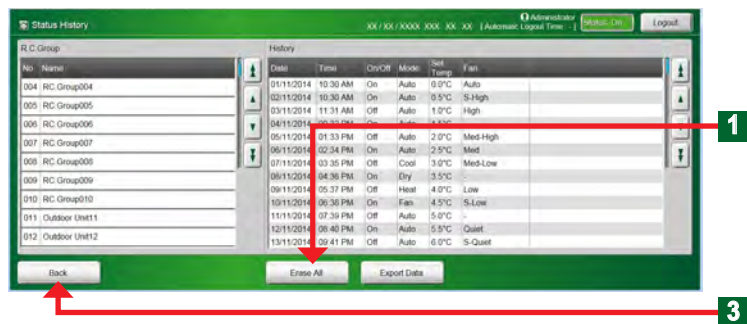 Status History
XX / XX / XXXX XXX XX XX | Automatic Logout Time - |
Administrator
Status: On
Logout
R.C.Group
History
No Name
004 RC Group004
005 RC Group005
006 RC Group006
007 RC Group007
008 RC Group008
009 RC Group009
010 RC Group010
011 Outdoor Unit11
012 Outdoor Unit12
Date Time On/Off Mode Set Temp Fan
01/11/2014 10:30 AM On Auto 0.0°C Auto
02/11/2014 10:30 AM On Auto 0.5°C S-High
03/11/2014 11:31 AM Off Auto 1.0°C High
04/11/2014
05/11/2014 01:33 PM Off Auto 2.0°C Med-High
06/11/2014 02:34 PM On Auto 2.5°C Med
07/11/2014 03:35 PM Off Cool 3.0°C Med-Low
08/11/2014 04:36 PM On Dry 3.5°C -
09/11/2014 05:37 PM Off Heat 4.0°C Low
10/11/2014 06:38 PM On Fan 4.5°C S-Low
11/11/2014 07:39 PM Off Auto 5.0°C -
12/11/2014 08:40 PM On Auto 5.5°C Quiet
13/11/2014 09:41 PM Off Auto 6.0°C S-Quiet
Back
Erase All
Export Data
1
3